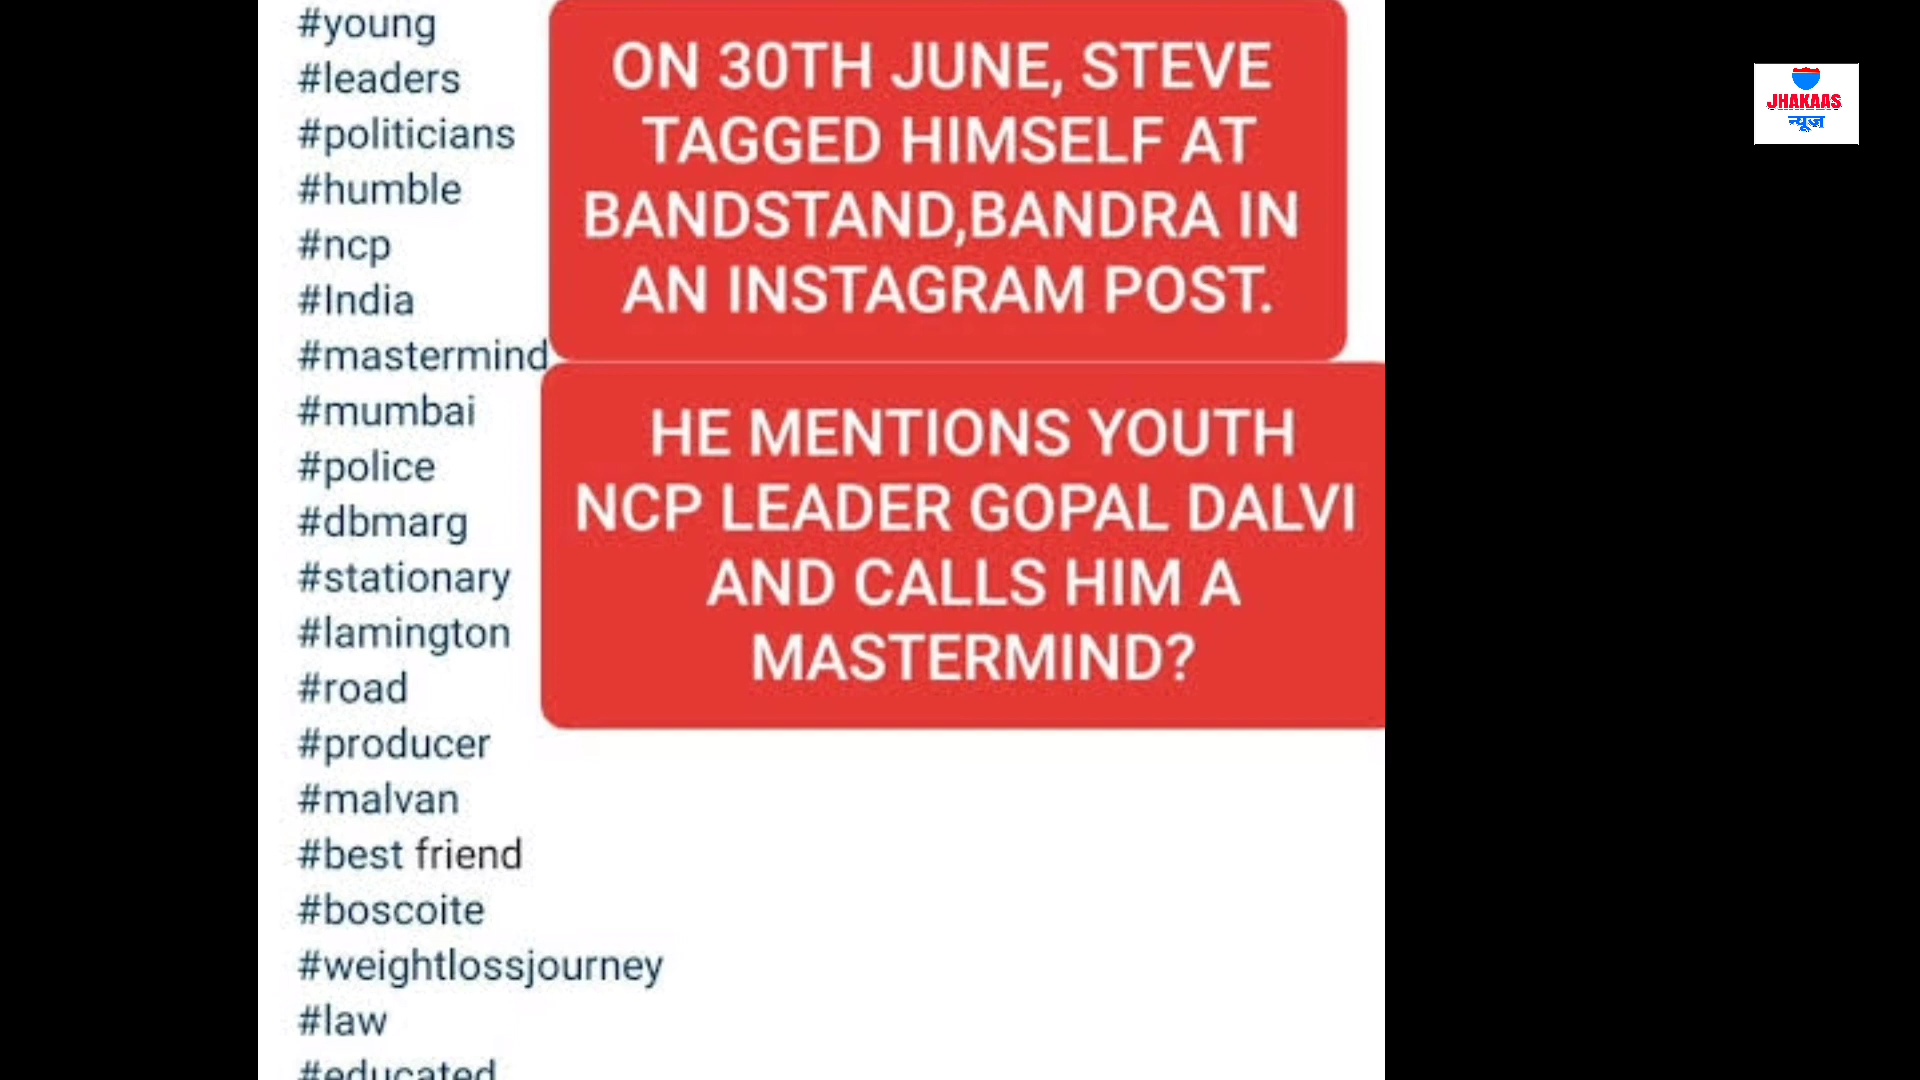 #young
#leaders
#politicians
#humble
#ncp
#India
#mastermind
#mumbai
#police
#dbmarg
#stationary
#lamington
#road
#producer
#malvan
#best friend
#boscoite
#weightlossjourney
#law
#educated
ON 30TH JUNE, STEVE
TAGGED HIMSELF AT
BANDSTAND,BANDRA IN
AN INSTAGRAM POST.
HE MENTIONS YOUTH
NCP LEADER GOPAL DALVI
AND CALLS HIM A
MASTERMIND?
JHAKAAS
न्यूज़